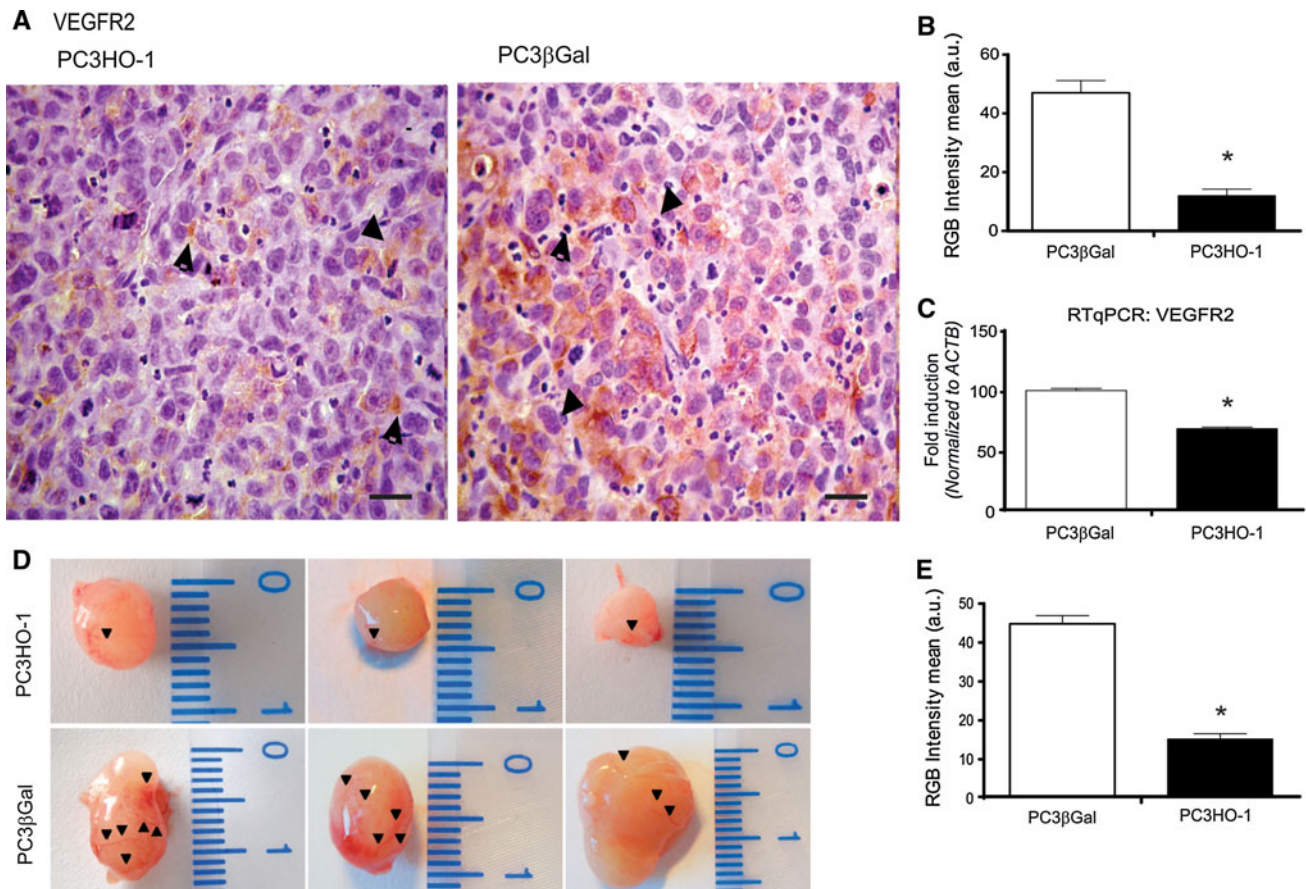 A
VEGFR2
PC3HO-1
PC3βGal
B
RGB Intensity mean (a.u.)
60
40
20
0
*
PC3βGal
PC3HO-1
C
RTqPCR: VEGFR2
Fold induction
(Normalized to ACTB)
150
100
50
0
*
PC3βGal
PC3HO-1
D
PC3HO-1
0
1
0
1
0
1
PC3βGal
0
1
0
1
0
1
E
RGB Intensity mean (a.u.)
50
40
30
20
10
0
*
PC3βGal
PC3HO-1